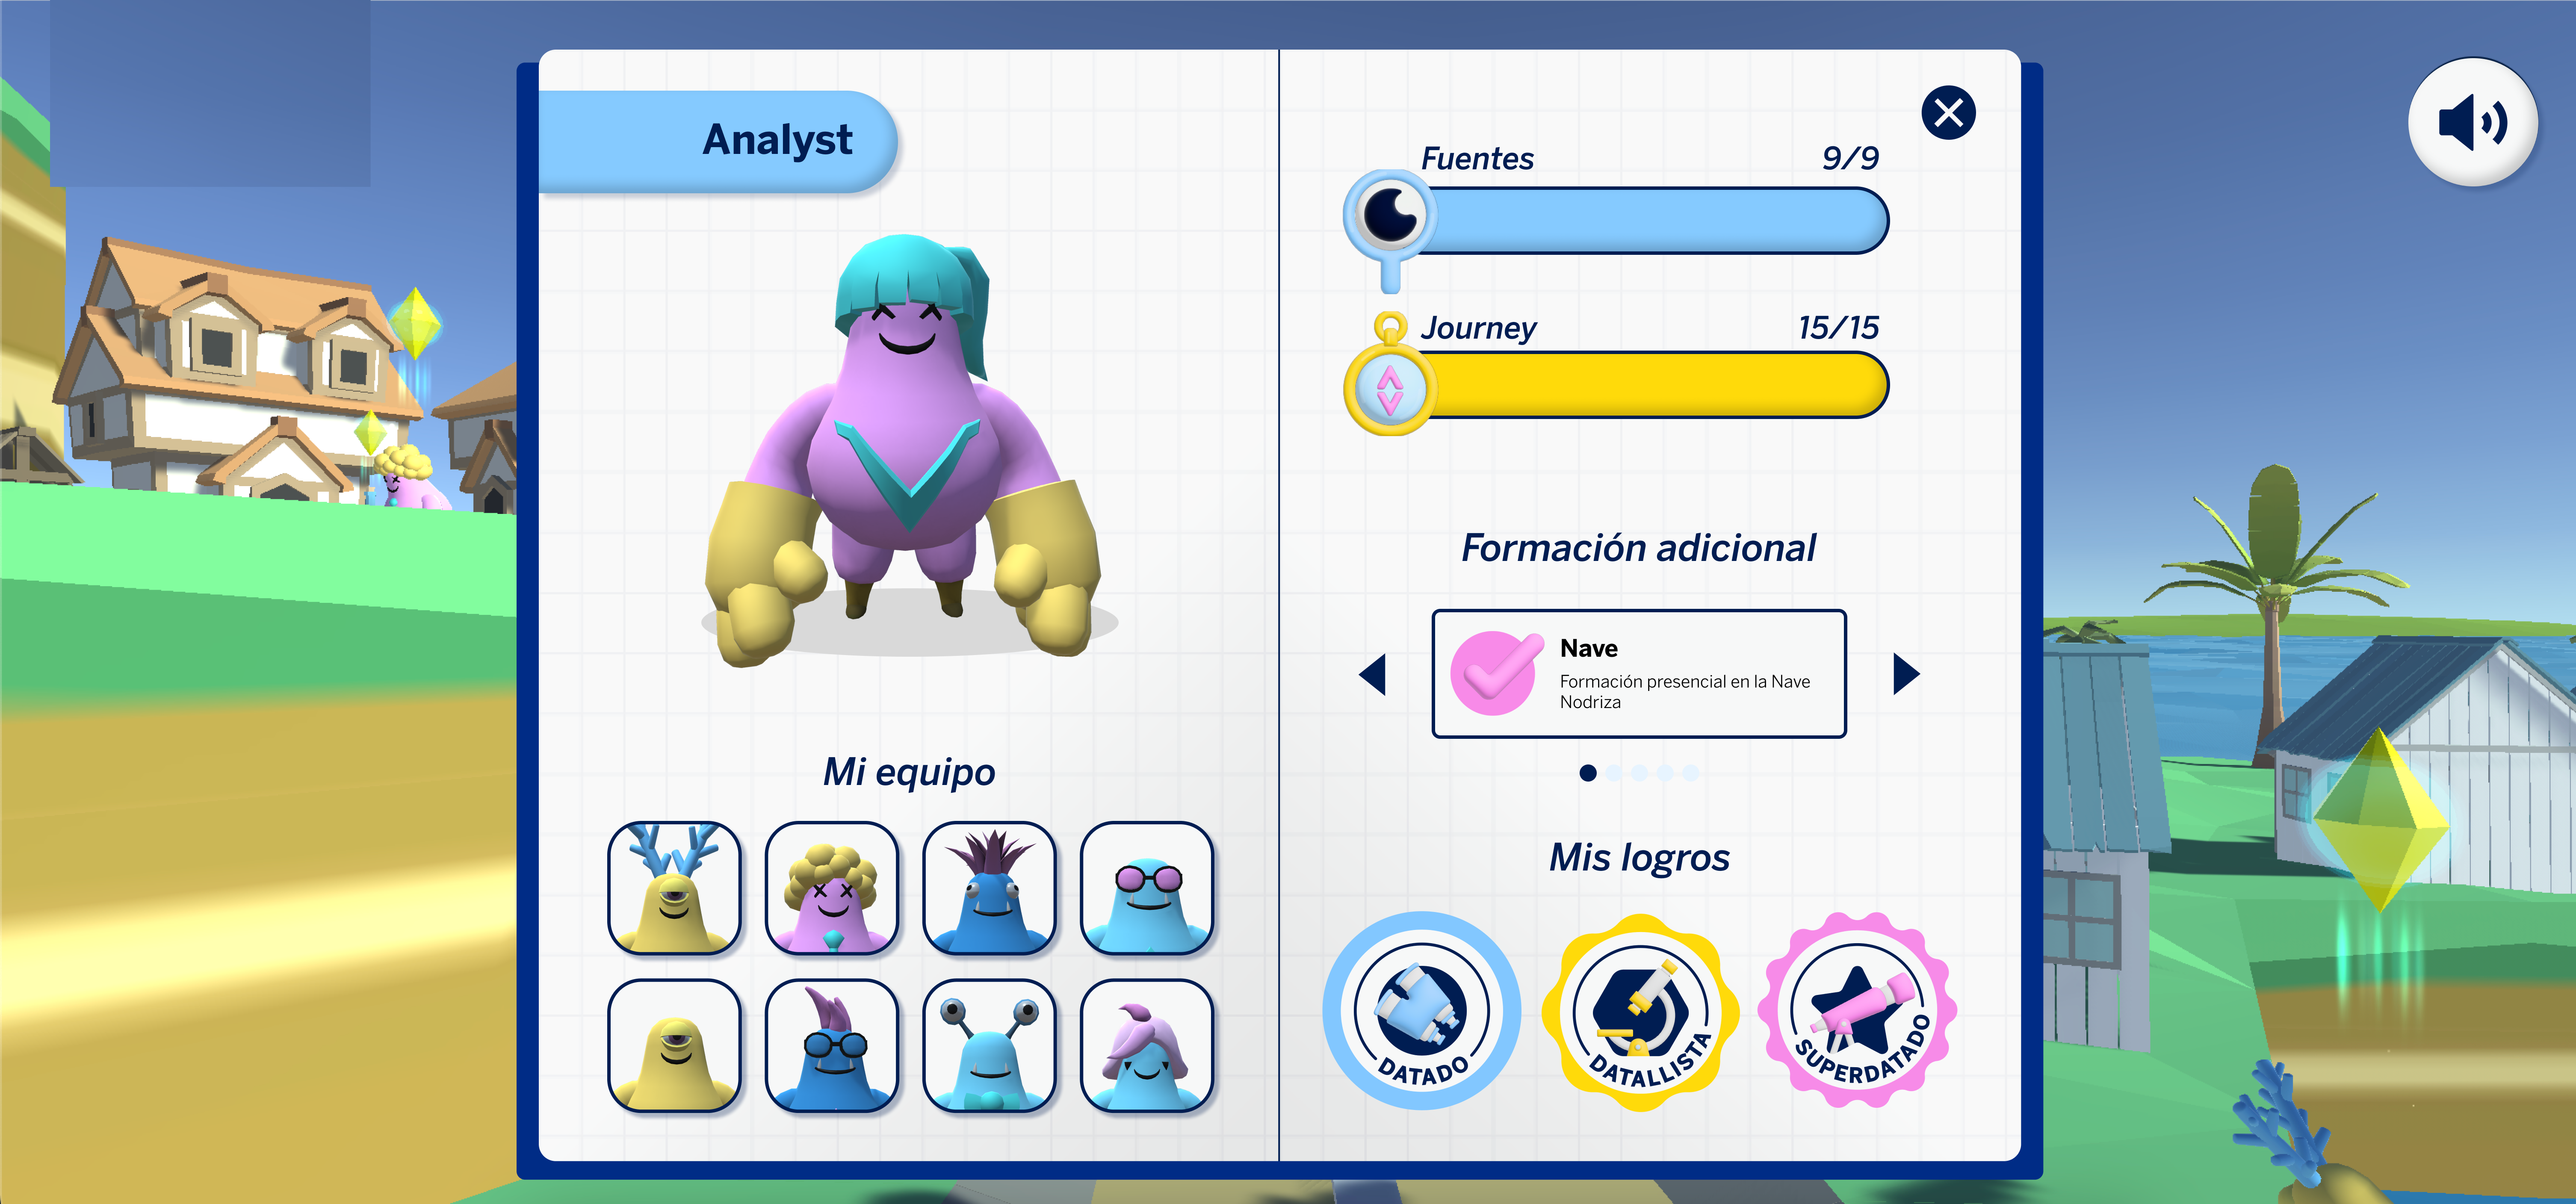 Analyst
Mi equipo
Fuentes 9/9
Journey 15/15
Formación adicional
Nave
Formación presencial en la Nave
Nodriza
Mis logros
DATADO
DATALLISTA
SUPERDATADO